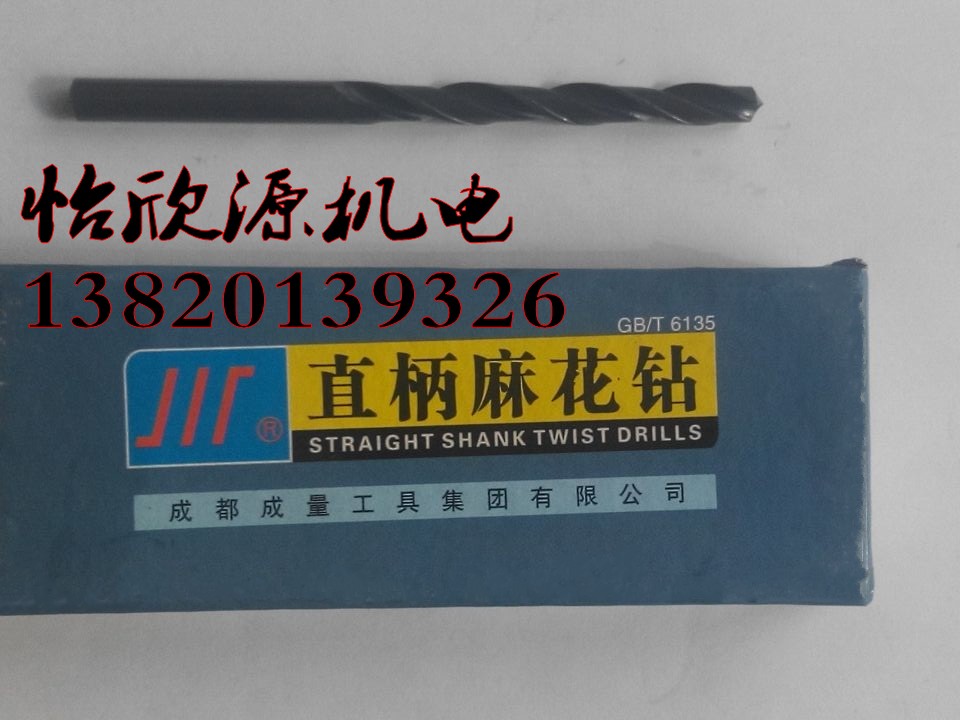 怡欣源机电
13820139326
GB/T 6135
直柄麻花钻
®
STRAIGHT SHANK TWIST DRILLS
成都成量工具集团有限公司